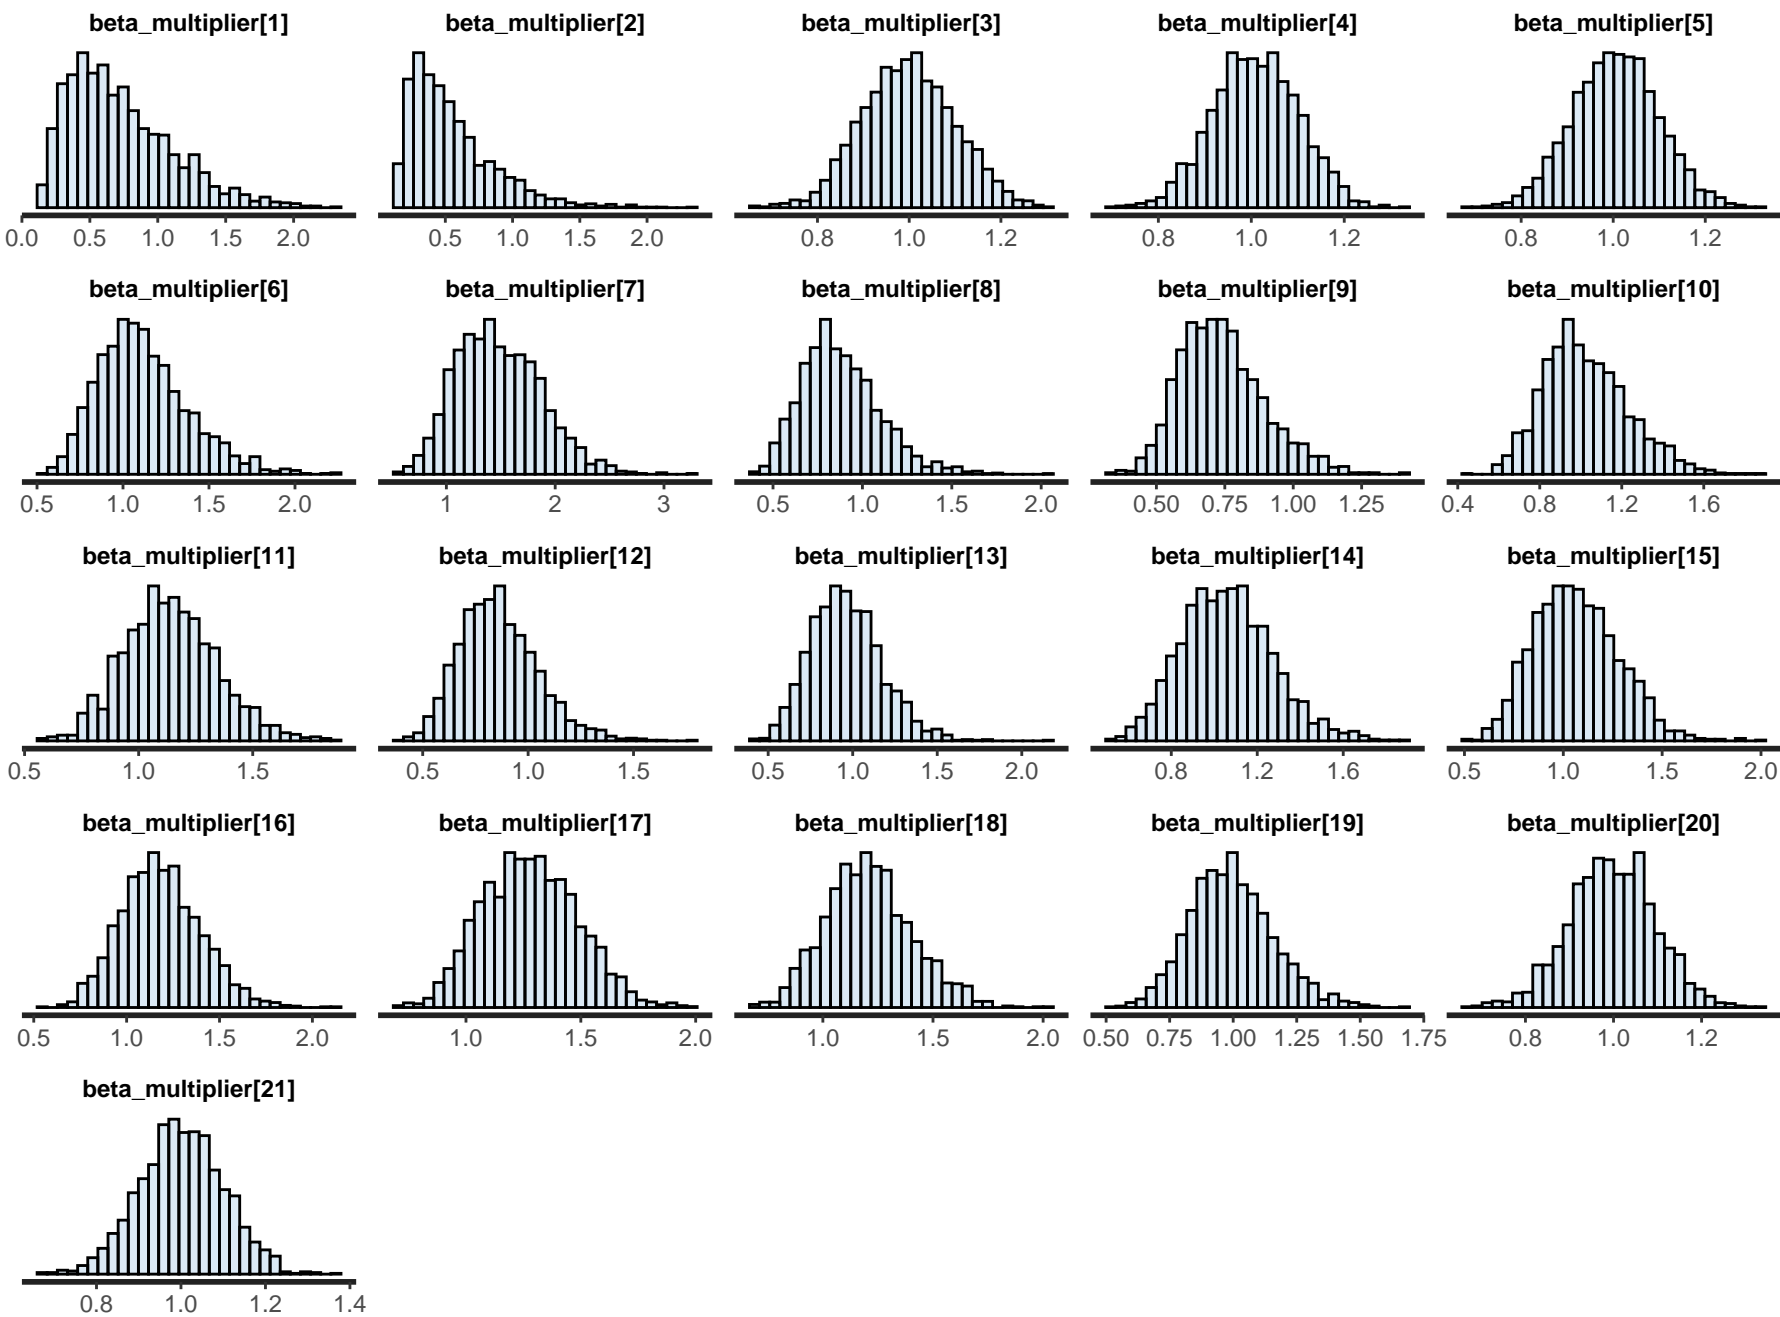 beta_multiplier[1] beta_multiplier[2] beta_multiplier[3] beta_multiplier[4] beta_multiplier[5]
0.0 0.5 1.0 1.5 2.0 0.5 1.0 1.5 2.0 0.8 1.0 1.2 0.8 1.0 1.2 0.8 1.0 1.2
beta_multiplier[6] beta_multiplier[7] beta_multiplier[8] beta_multiplier[9] beta_multiplier[10]
0.5 1.0 1.5 2.0 1 2 3 0.5 1.0 1.5 2.0 0.50 0.75 1.00 1.25 0.4 0.8 1.2 1.6
beta_multiplier[11] beta_multiplier[12] beta_multiplier[13] beta_multiplier[14] beta_multiplier[15]
0.5 1.0 1.5 0.5 1.0 1.5 0.5 1.0 1.5 2.0 0.8 1.2 1.6 0.5 1.0 1.5 2.0
beta_multiplier[16] beta_multiplier[17] beta_multiplier[18] beta_multiplier[19] beta_multiplier[20]
0.5 1.0 1.5 2.0 1.0 1.5 2.0 1.0 1.5 2.0 0.50 0.75 1.00 1.25 1.50 1.75 0.8 1.0 1.2
beta_multiplier[21]
0.8 1.0 1.2 1.4